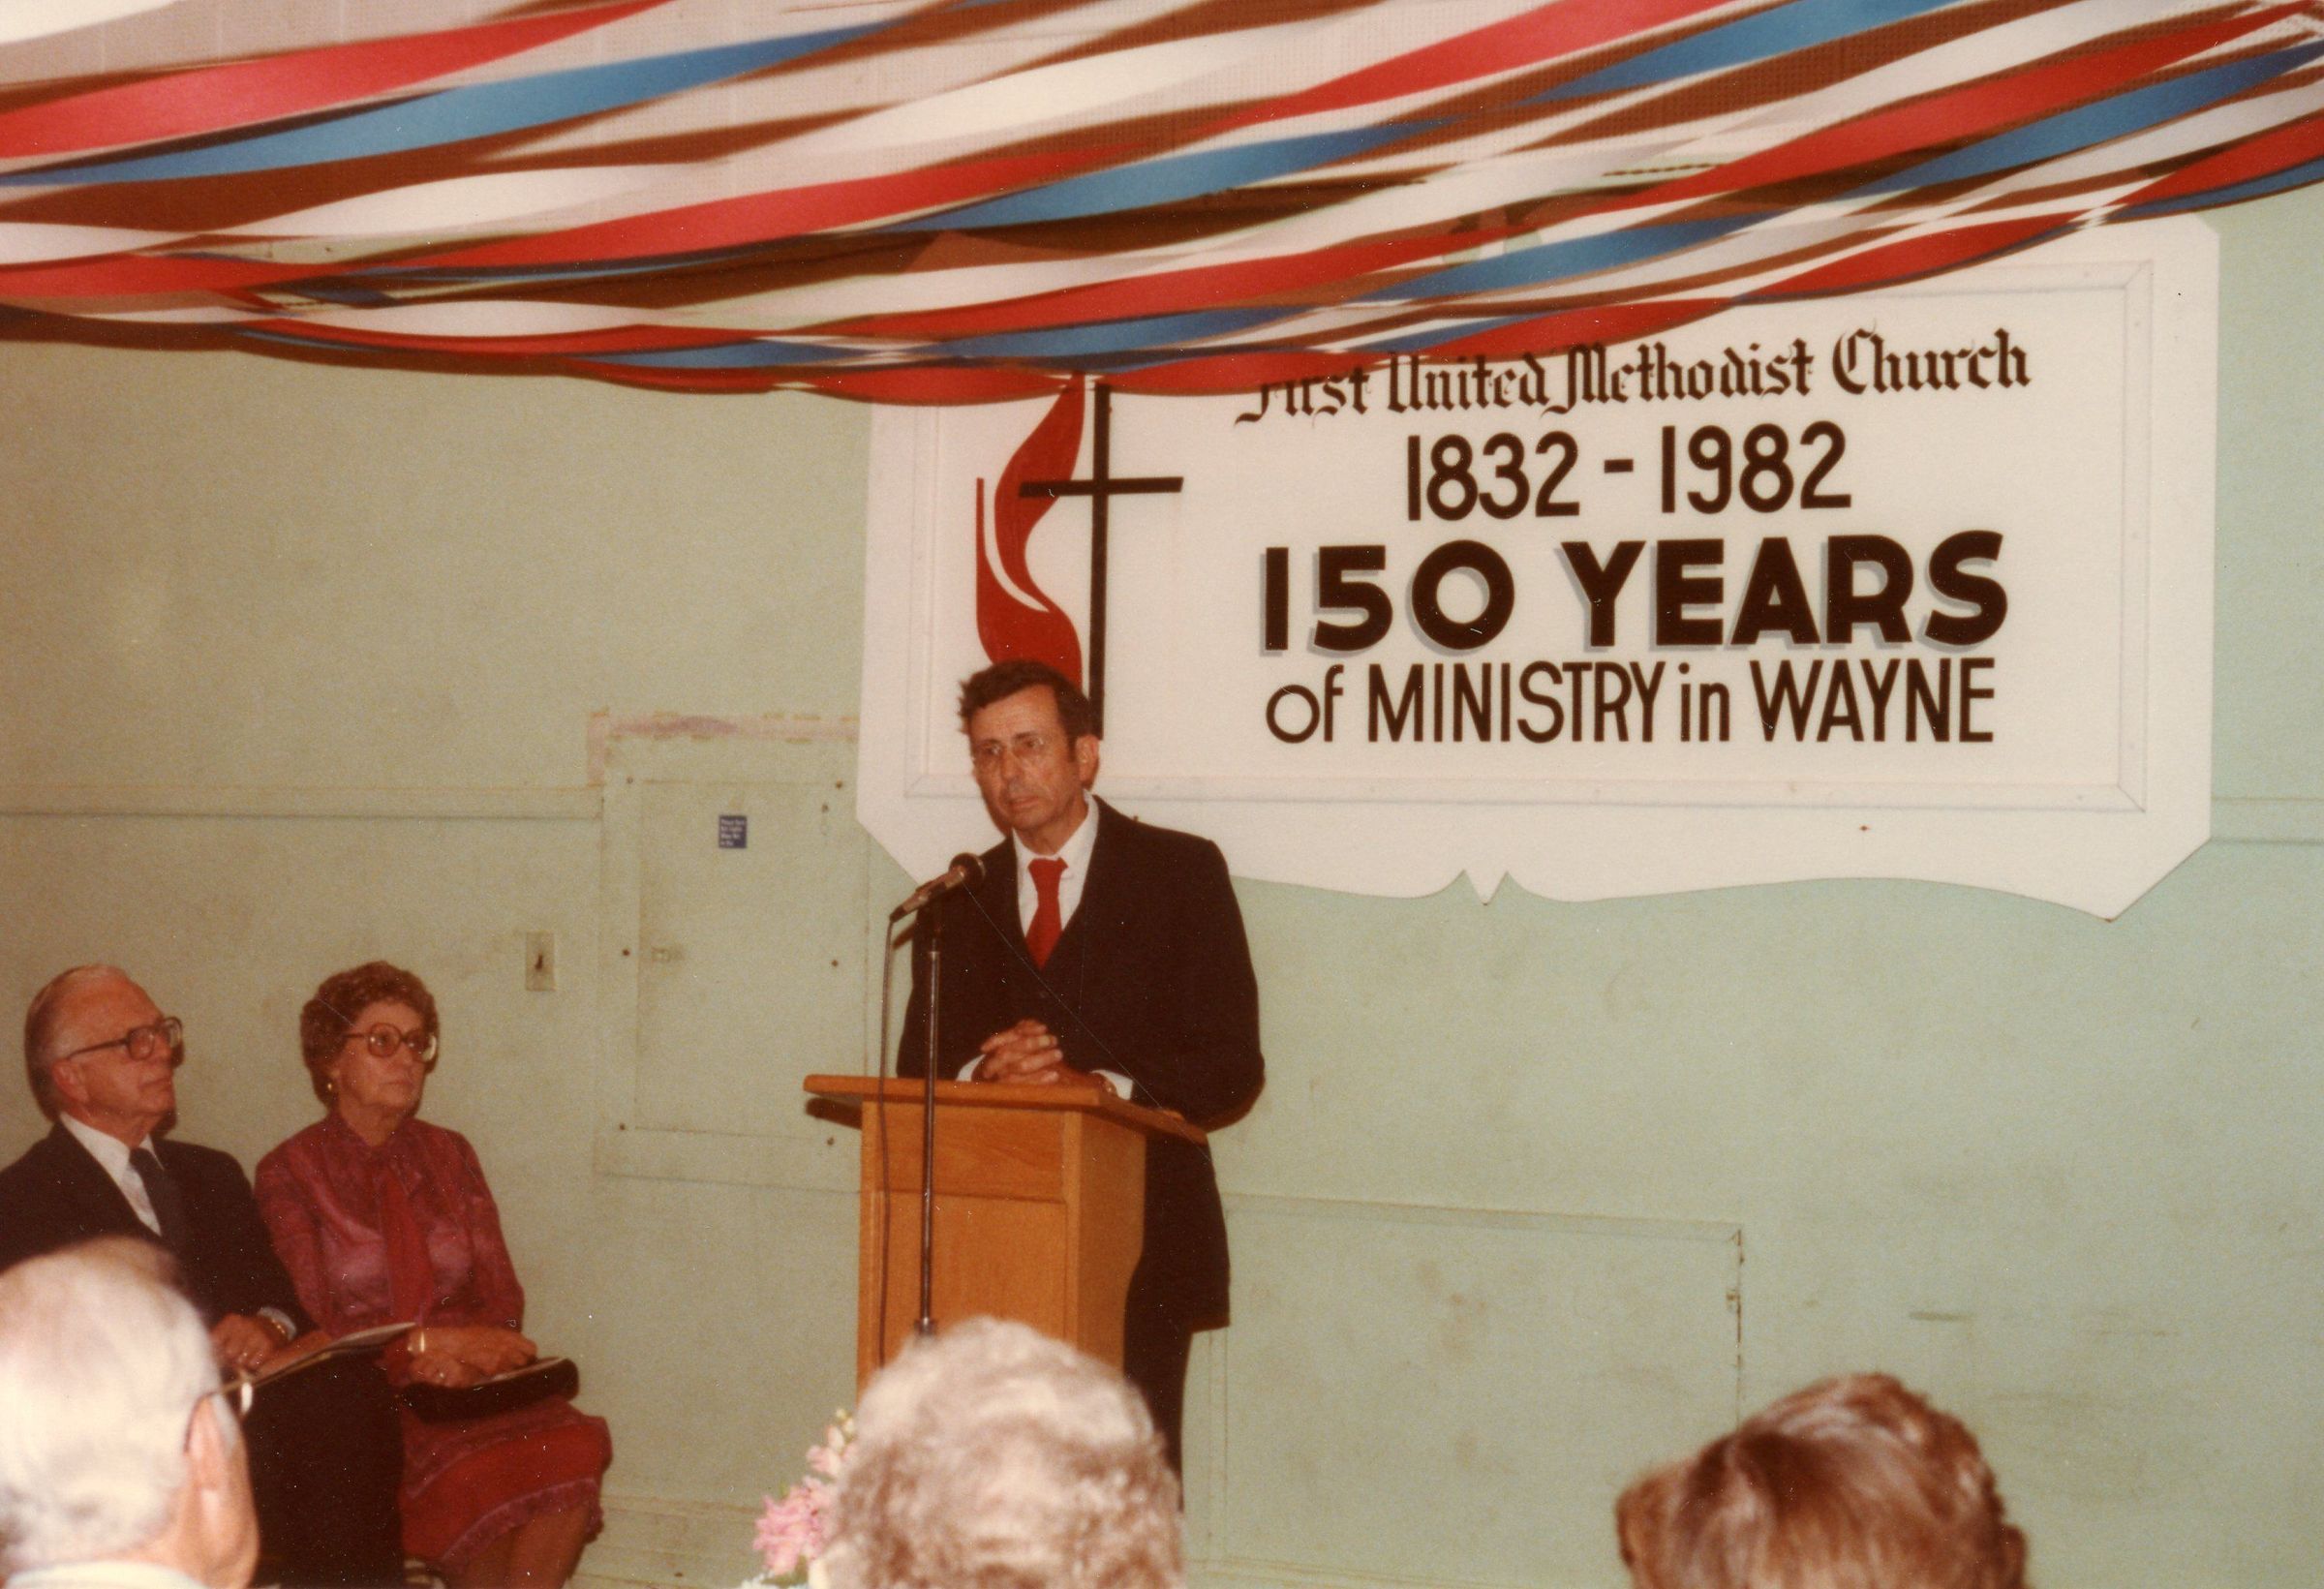 First United Methodist Church
1832 - 1982
150 YEARS
of MINISTRY in WAYNE